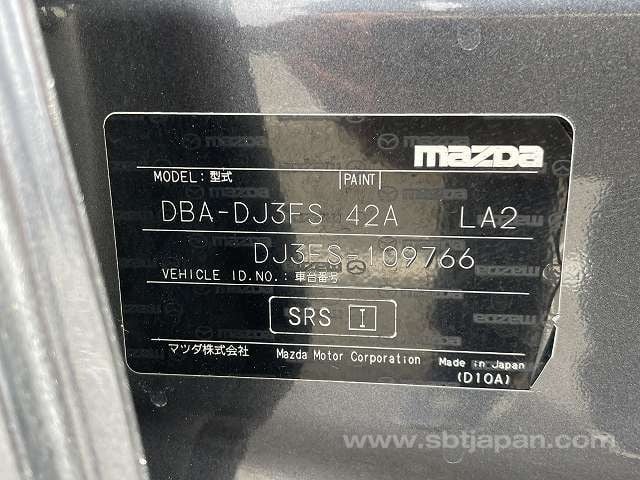 mazda
MODEL: 型式 PAINT
DBA-DJ3FS 42A LA2
DJ3FS-109766
VEHICLE ID.NO.: 車台番号
SRS I
マツダ株式会社 Mazda Motor Corporation Made in Japan
(D10A)
www.sbtjapan.com